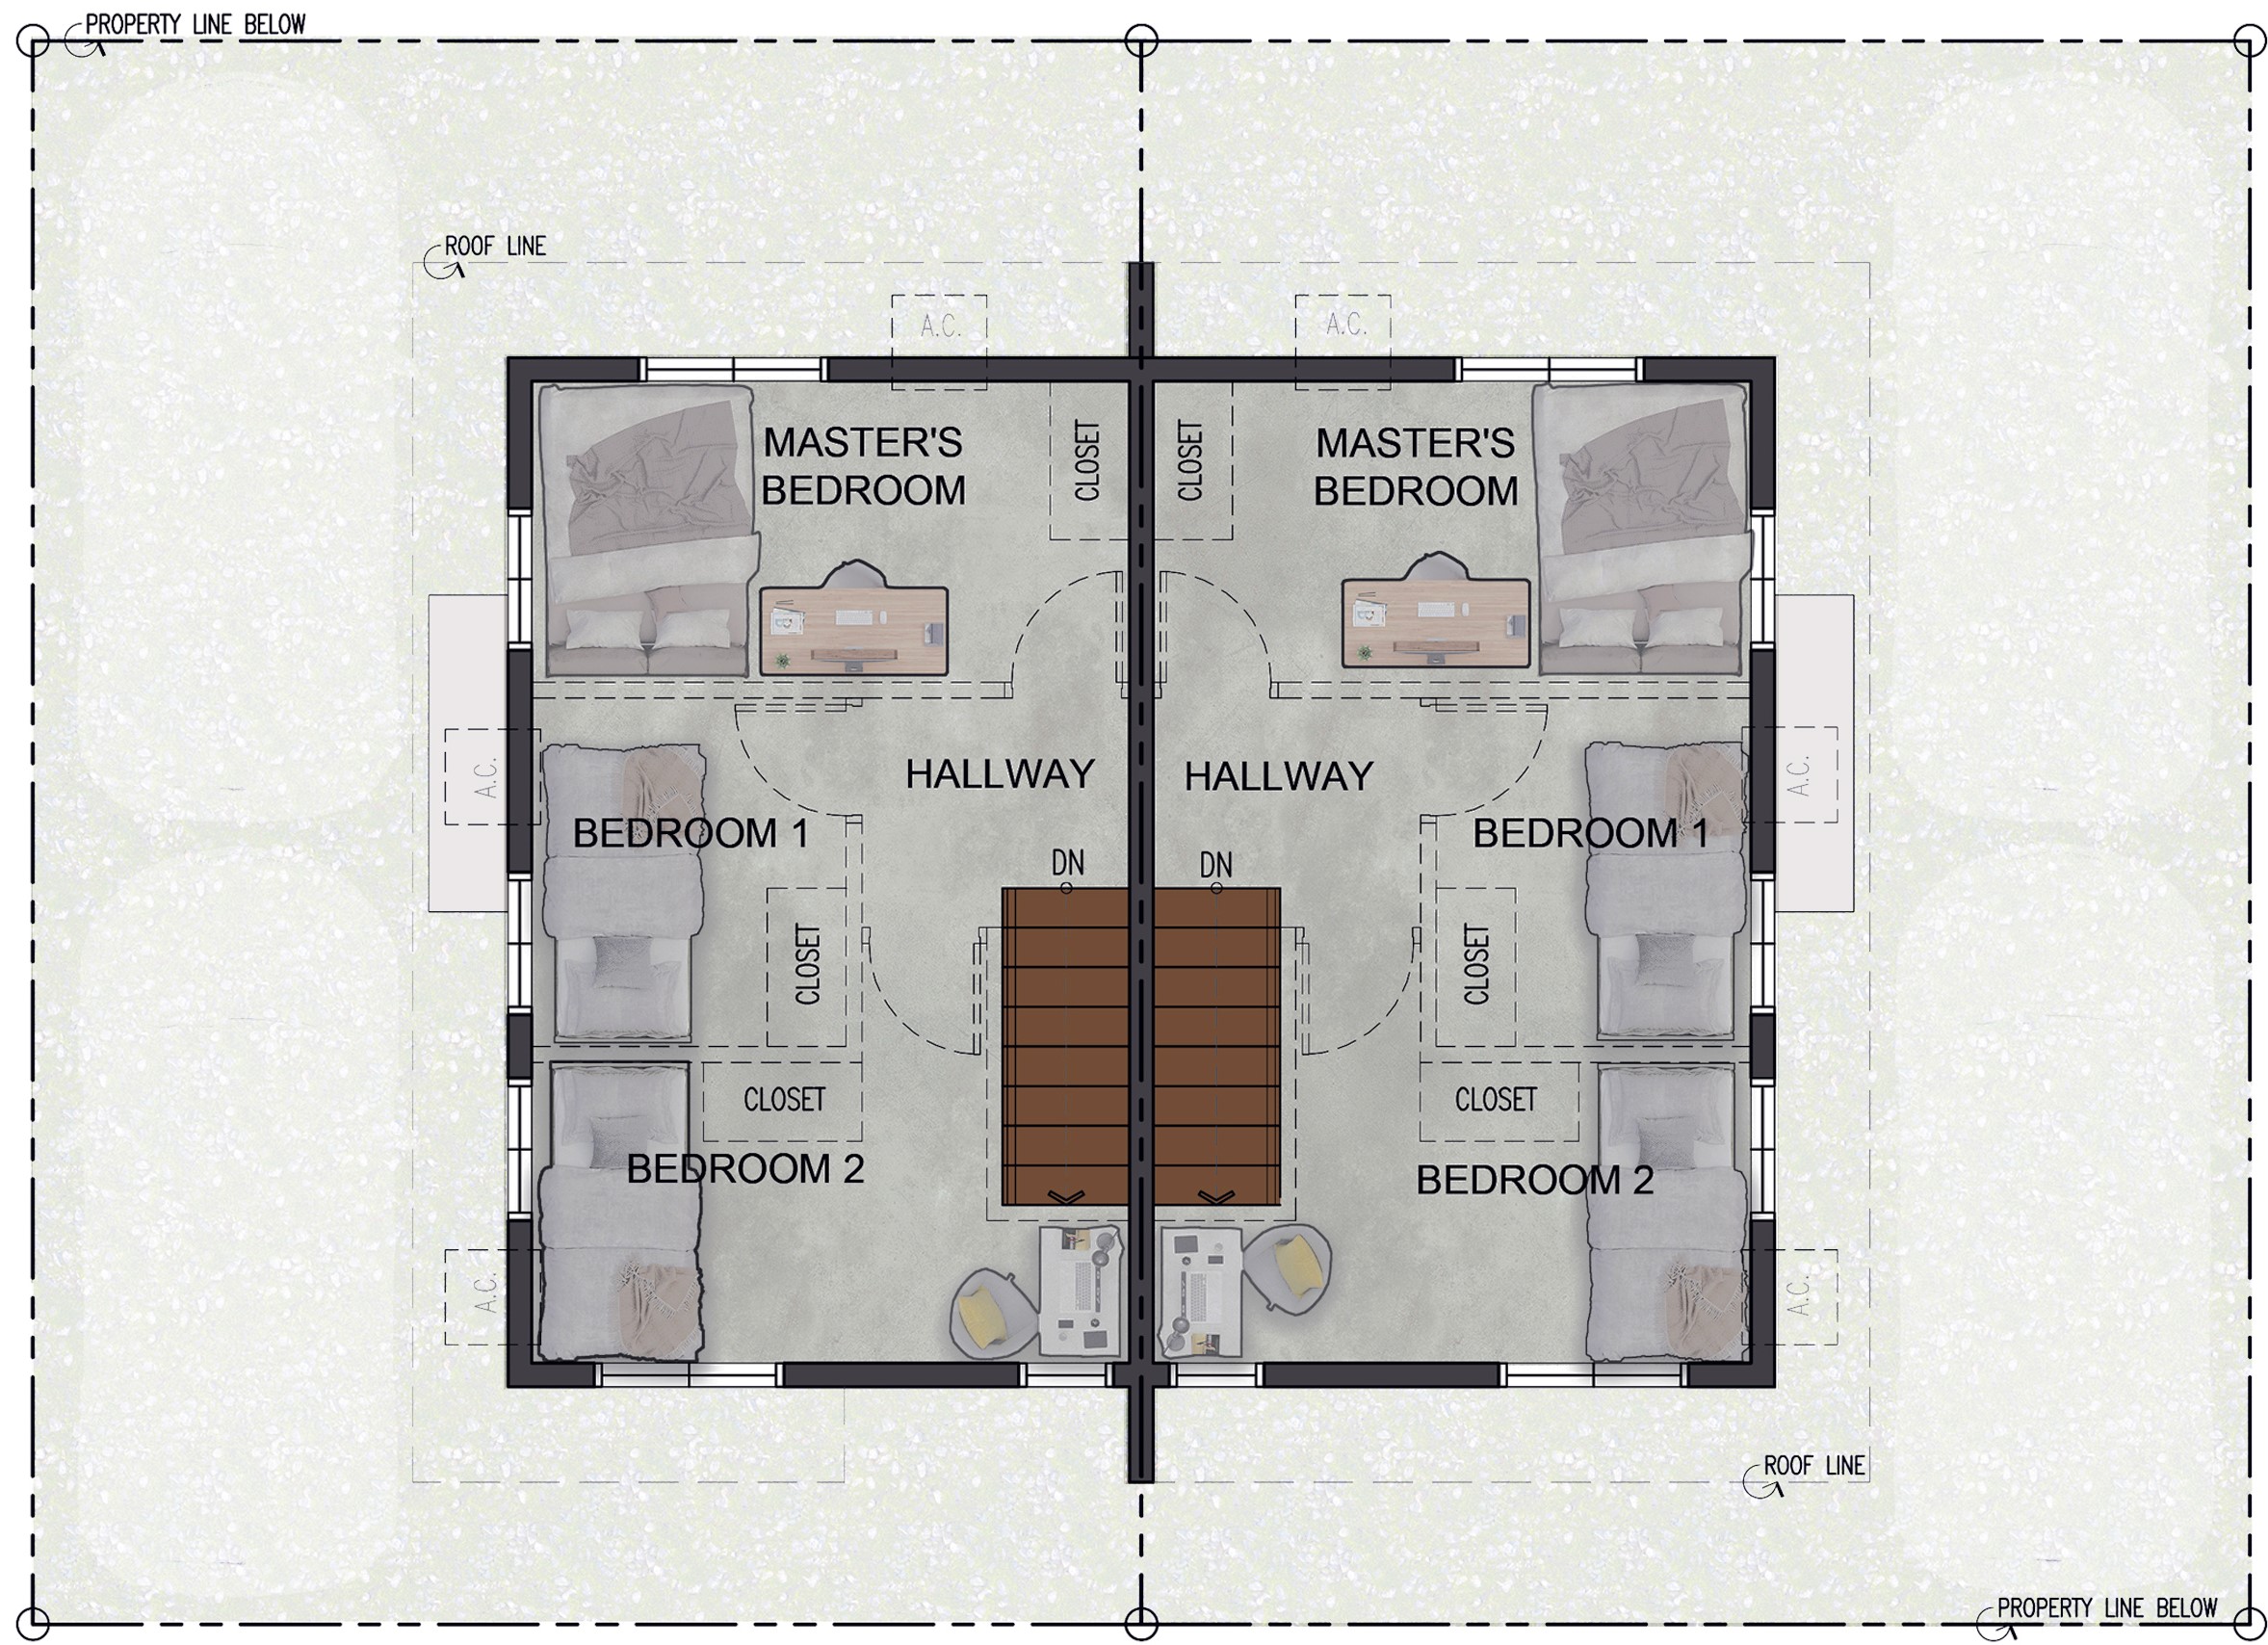 PROPERTY LINE BELOW
ROOF LINE
A.C.
A.C.
MASTER'S
BEDROOM
CLOSET
CLOSET
MASTER'S
BEDROOM
HALLWAY
HALLWAY
A.C.
A.C.
BEDROOM 1
BEDROOM 1
DN
DN
CLOSET
CLOSET
CLOSET
CLOSET
BEDROOM 2
BEDROOM 2
A.C.
A.C.
ROOF LINE
PROPERTY LINE BELOW